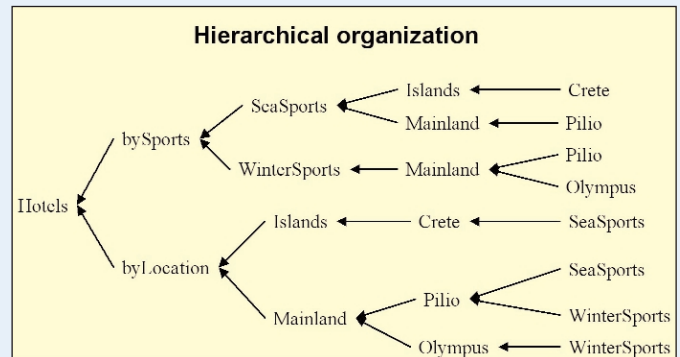 Hierarchical organization
Islands Crete
SeaSports
Mainland Pilio
bySports
Pilio
WinterSports Mainland
Olympus
Hotels
Islands Crete SeaSports
byLocation
SeaSports
Pilio
WinterSports
Mainland
Olympus WinterSports